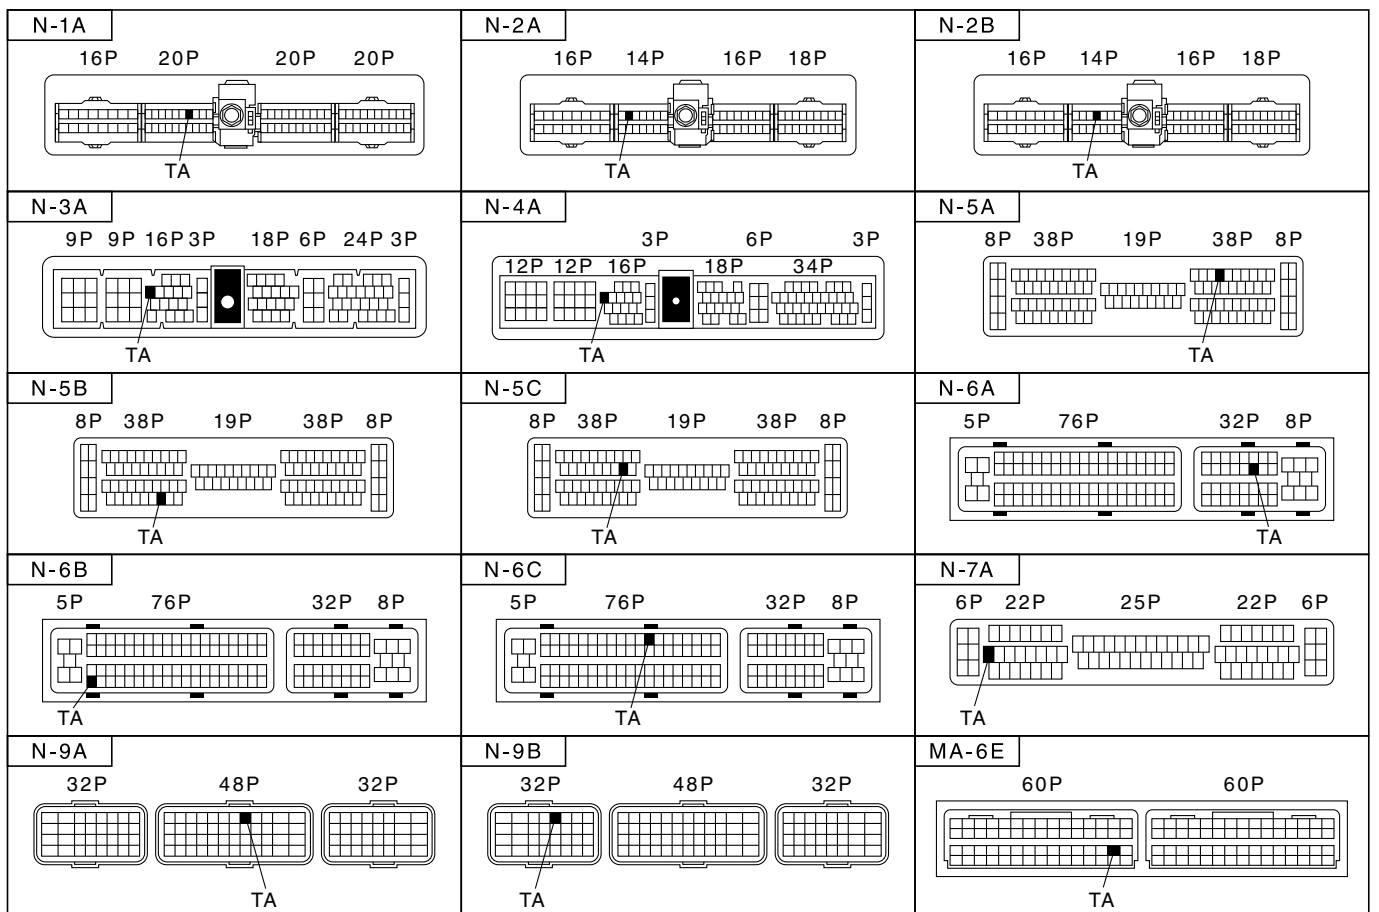 N-1A
16P 20P 20P 20P
TA
N-2A
16P 14P 16P 18P
TA
N-2B
16P 14P 16P 18P
TA
N-3A
9P 9P 16P 3P 18P 6P 24P 3P
TA
N-4A
3P 6P 3P
12P 12P 16P 18P 34P
TA
N-5A
8P 38P 19P 38P 8P
TA
N-5B
8P 38P 19P 38P 8P
TA
N-5C
8P 38P 19P 38P 8P
TA
N-6A
5P 76P 32P 8P
TA
N-6B
5P 76P 32P 8P
TA
N-6C
5P 76P 32P 8P
TA
N-7A
6P 22P 25P 22P 6P
TA
N-9A
32P 48P 32P
TA
N-9B
32P 48P 32P
TA
MA-6E
60P 60P
TA